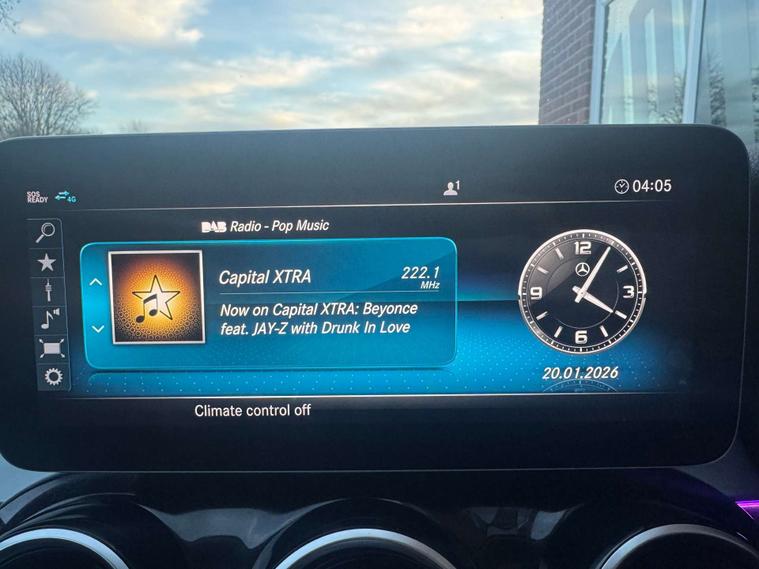 SOS
READY
4G
1
04:05
DAB Radio - Pop Music
Capital XTRA
222.1
MHz
Now on Capital XTRA: Beyonce
feat. JAY-Z with Drunk In Love
12
9
3
6
20.01.2026
Climate control off